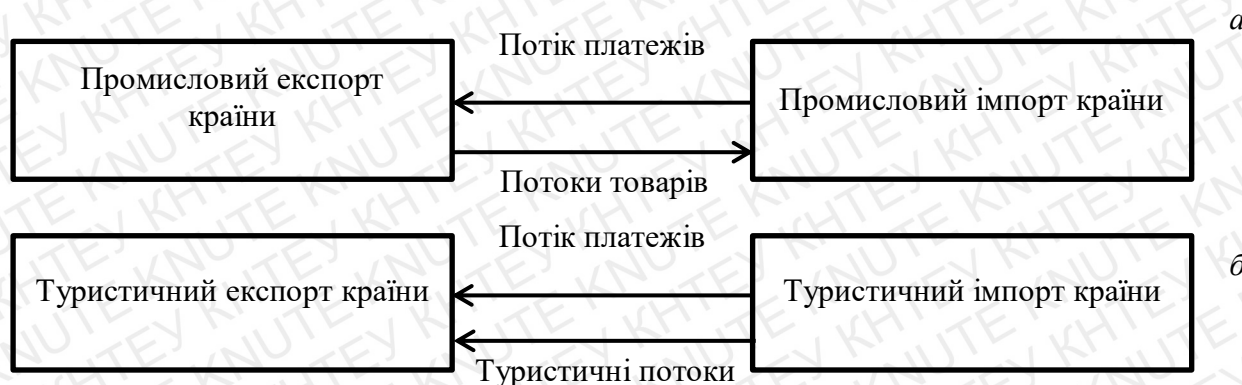 а
Потік платежів
Промисловий експорт
країни
Промисловий імпорт країни
Потоки товарів
Потік платежів
б
Туристичний експорт країни
Туристичний імпорт країни
Туристичні потоки